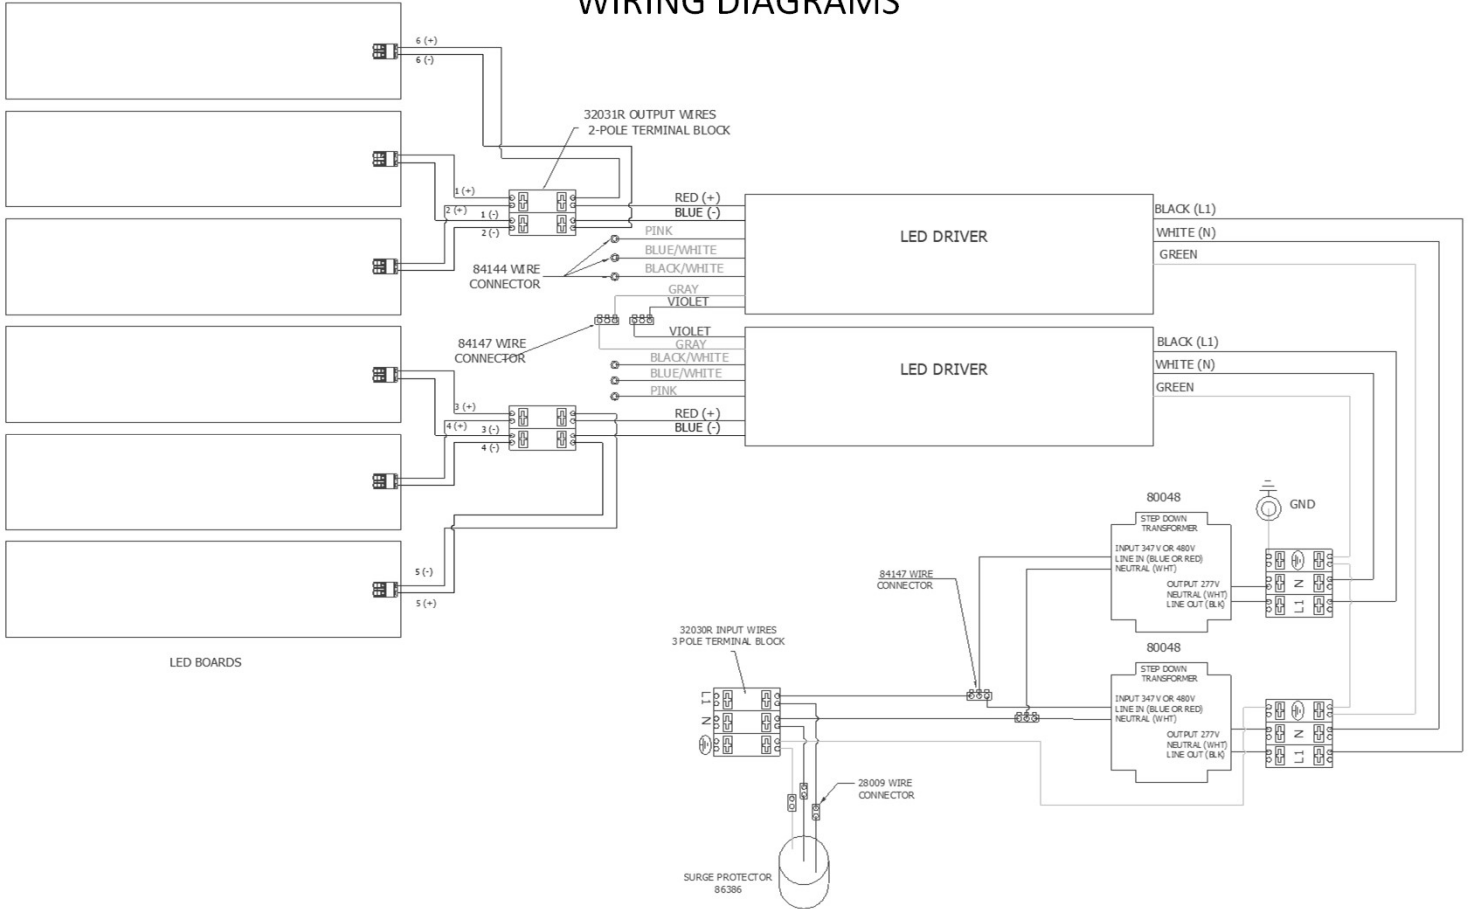 WIRING DIAGRAMS
6 (+)
6 (-)
32031R OUTPUT WIRES
2-POLE TERMINAL BLOCK
1 (+)
2 (+)
1 (-)
2 (-)
RED (+)
BLUE (-)
PINK
BLUE/WHITE
BLACK/WHITE
GRAY
VIOLET
84144 WIRE
CONNECTOR
LED DRIVER
BLACK (L1)
WHITE (N)
GREEN
84147 WIRE
CONNECTOR
VIOLET
GRAY
BLACK/WHITE
BLUE/WHITE
PINK
RED (+)
BLUE (-)
LED DRIVER
BLACK (L1)
WHITE (N)
GREEN
3 (+)
4 (+)
3 (-)
4 (-)
5 (-)
5 (+)
LED BOARDS
80048
STEP DOWN
TRANSFORMER
INPUT 347V OR 480V
LINE IN (BLUE OR RED)
NEUTRAL (WHT)
OUTPUT 277V
NEUTRAL (WHT)
LINE OUT (BLK)
GND
N
L1
84147 WIRE
CONNECTOR
32030R INPUT WIRES
3 POLE TERMINAL BLOCK
L1
N
80048
STEP DOWN
TRANSFORMER
INPUT 347V OR 480V
LINE IN (BLUE OR RED)
NEUTRAL (WHT)
OUTPUT 277V
NEUTRAL (WHT)
LINE OUT (BLK)
N
L1
28009 WIRE
CONNECTOR
SURGE PROTECTOR
86386